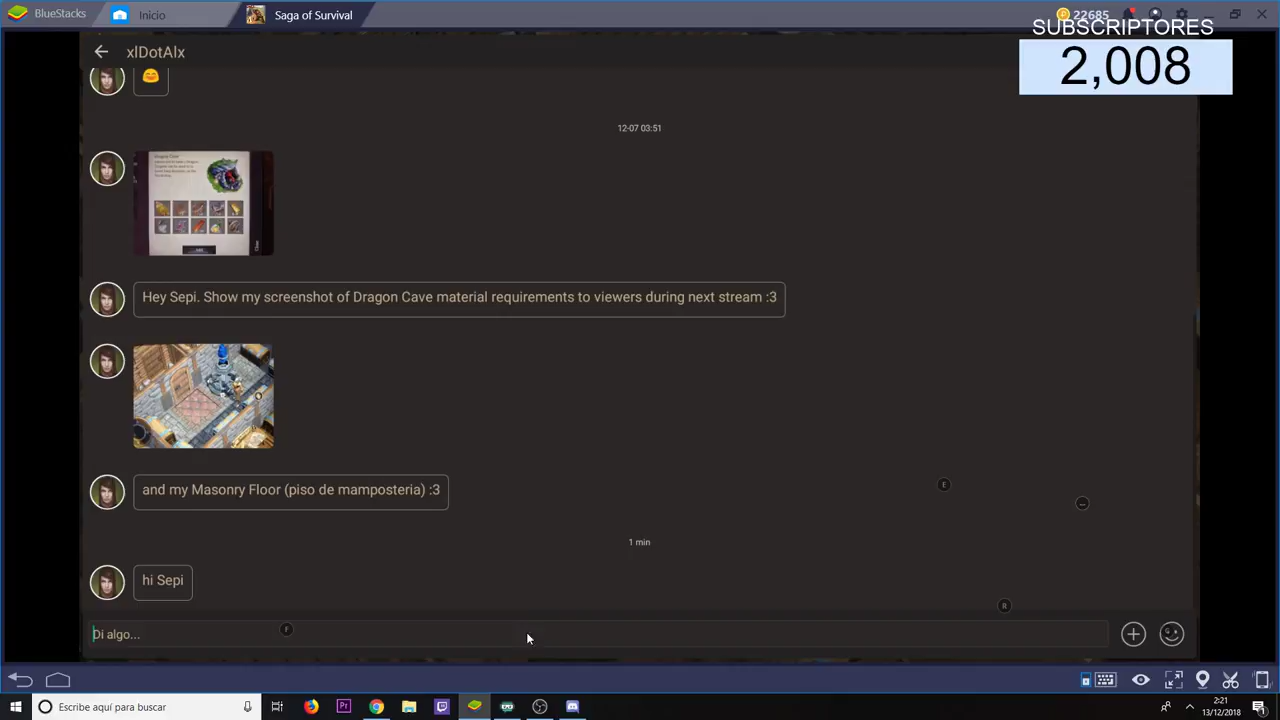 BlueStacks
Inicio
Saga of Survival
22685
SUBSCRIPTORES
2,008
xlDotAlx
12-07 03:51
Hey Sepi. Show my screenshot of Dragon Cave material requirements to viewers during next stream :3
and my Masonry Floor (piso de mamposteria) :3
E
1 min
hi Sepi
R
Di algo...
F
Escribe aquí para buscar
Pr
2:21
13/12/2018